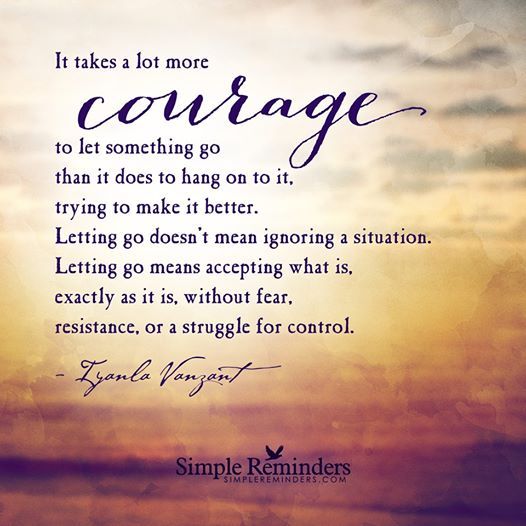 It takes a lot more
courage
to let something go
than it does to hang on to it,
trying to make it better.
Letting go doesn't mean ignoring a situation.
Letting go means accepting what is,
exactly as it is, without fear,
resistance, or a struggle for control.
- Iyanla Vanzant
Simple Reminders
SIMPLEREMINDERS.COM